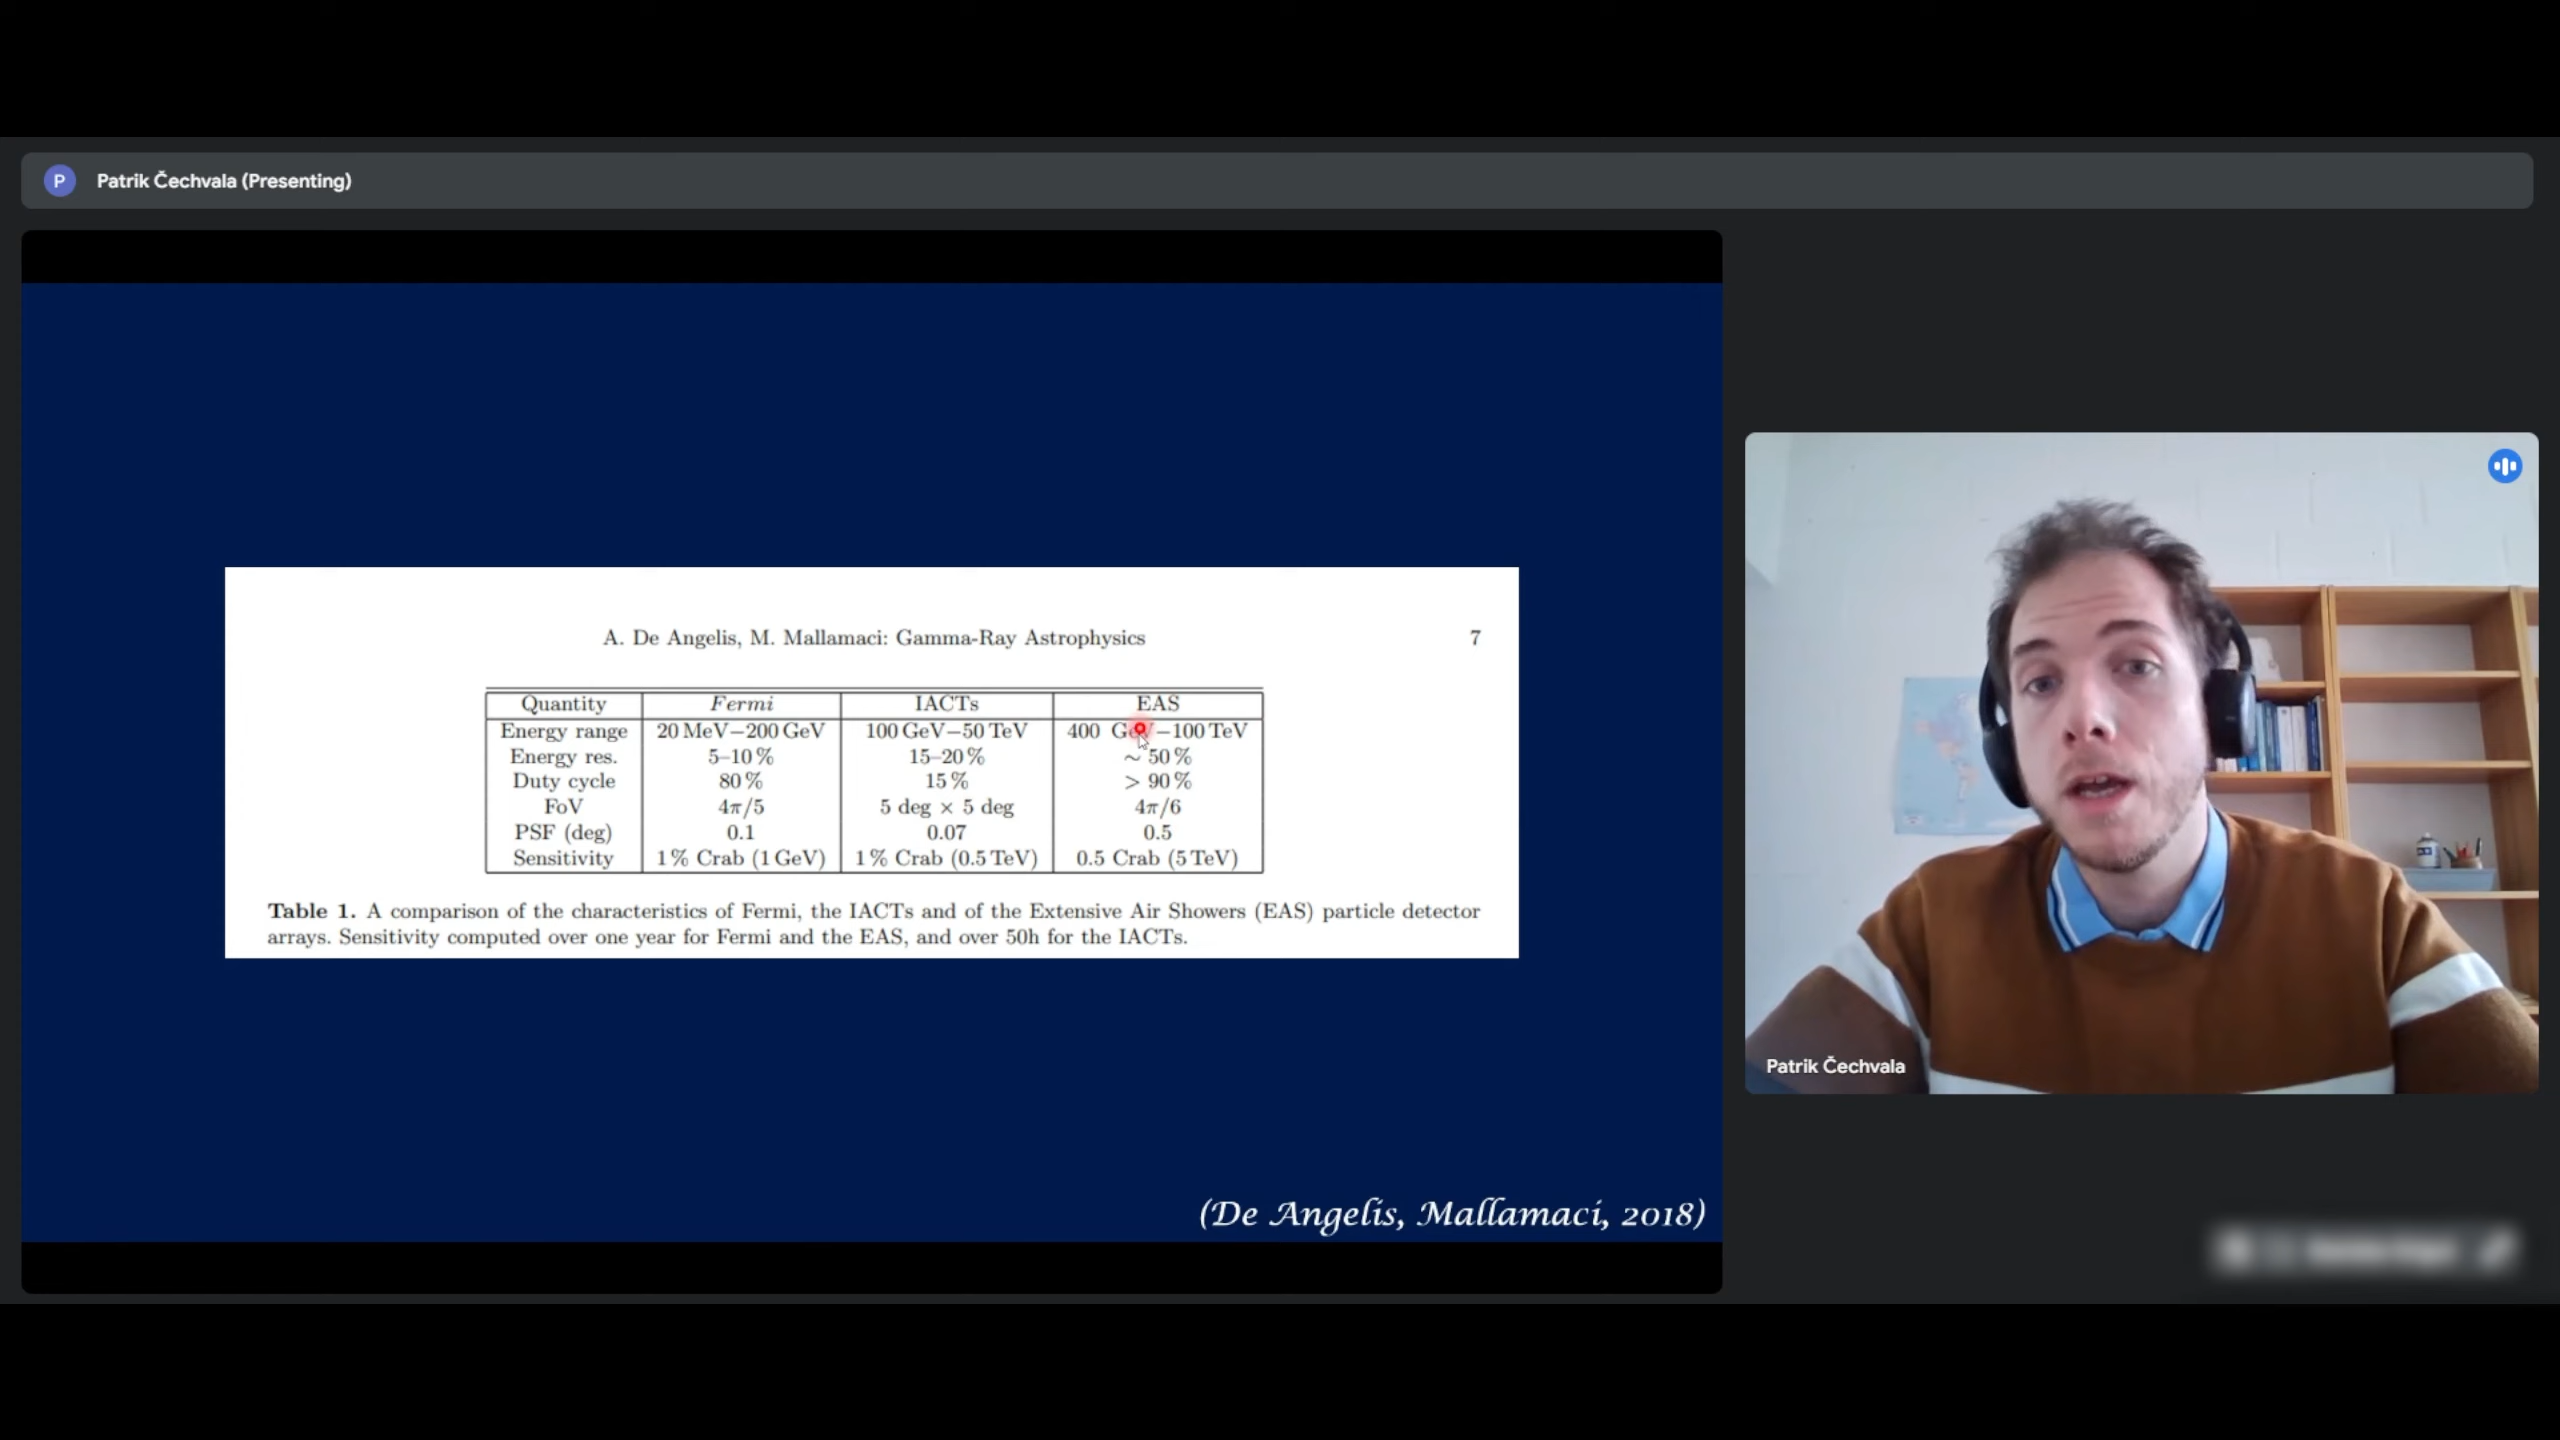 P Patrik Čechvala (Presenting)
A. De Angelis, M. Mallamaci: Gamma-Ray Astrophysics 7
Quantity Fermi IACTs EAS
Energy range 20 MeV–200 GeV 100 GeV–50 TeV 400 GeV–100 TeV
Energy res. 5–10 % 15–20 % ~ 50 %
Duty cycle 80 % 15 % > 90 %
FoV 4π/5 5 deg × 5 deg 4π/6
PSF (deg) 0.1 0.07 0.5
Sensitivity 1 % Crab (1 GeV) 1 % Crab (0.5 TeV) 0.5 Crab (5 TeV)
Table 1. A comparison of the characteristics of Fermi, the IACTs and of the Extensive Air Showers (EAS) particle detector
arrays. Sensitivity computed over one year for Fermi and the EAS, and over 50h for the IACTs.
(De Angelis, Mallamaci, 2018)
Patrik Čechvala